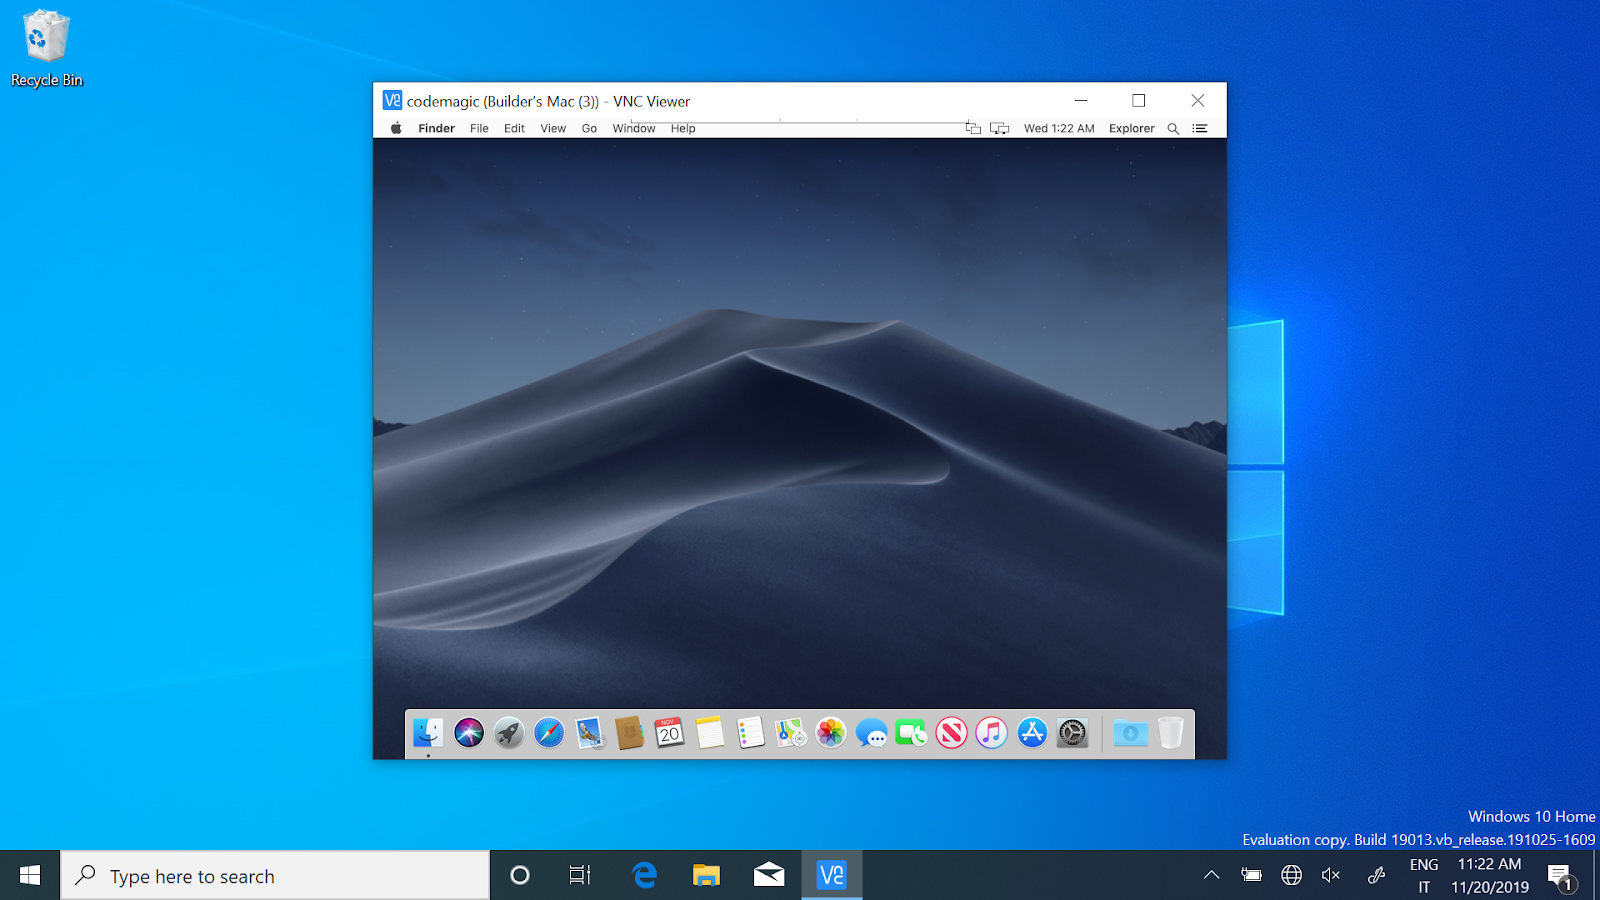 Recycle Bin
codemagic (Builder's Mac (3)) - VNC Viewer
Finder File Edit View Go Window Help Wed 1:22 AM Explorer
NOV
20
Windows 10 Home
Evaluation copy. Build 19013.vb_release.191025-1609
Type here to search
ENG 11:22 AM
IT 11/20/2019
1